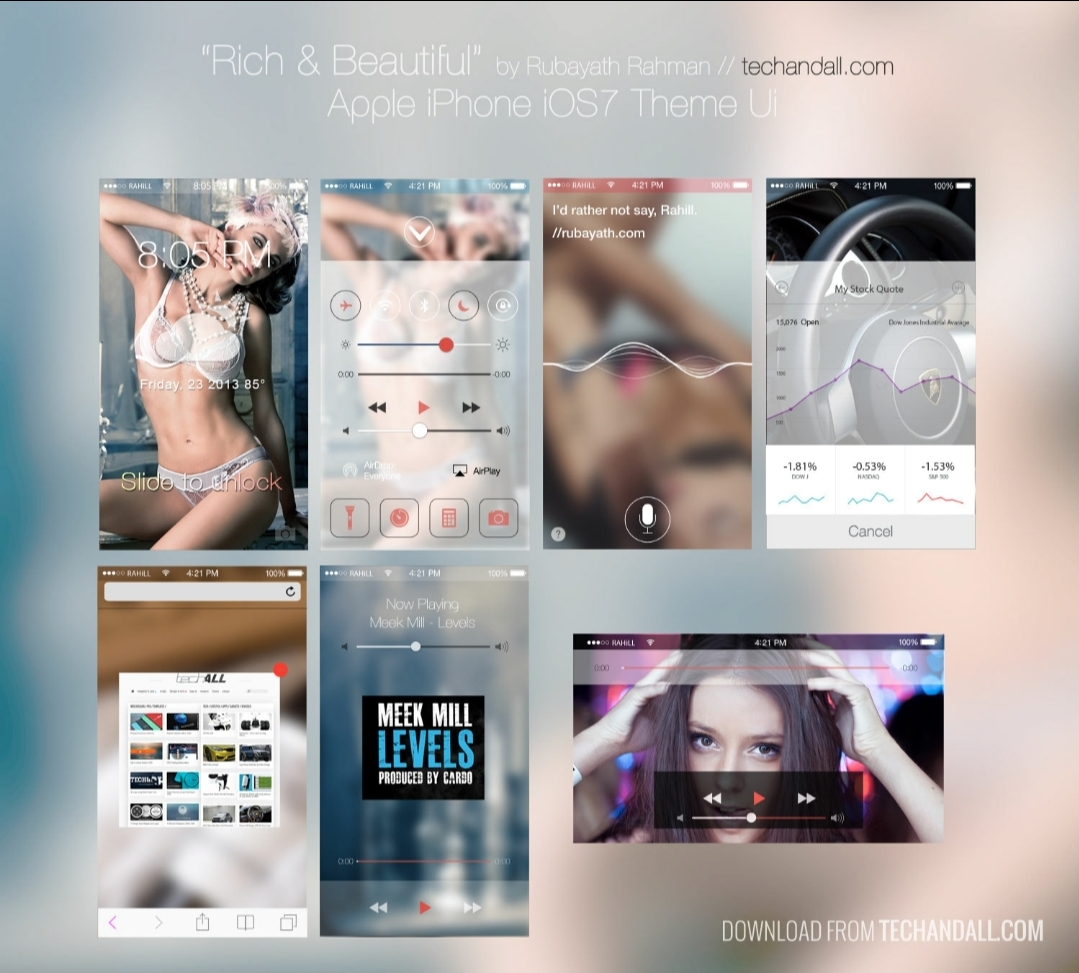 “Rich & Beautiful” by Rubayath Rahman // techandall.com
Apple iPhone iOS7 Theme Ui
RAHiLL 8:05 100%
8:05 PM
Friday, 23 2013 85°
Slide to unlock
RAHiLL 4:21 PM 100%
0:00 -0:00
AirDrop:
Everyone
AirPlay
RAHiLL 4:21 PM 100%
I'd rather not say, Rahill.
//rubayath.com
?
RAHiLL 4:21 PM 100%
My Stock Quote
15,076 Open Dow Jones Industrial Avarage
-1.81% -0.53% -1.53%
DOW J NASDAQ S&P 500
Cancel
RAHiLL 4:21 PM 100%
techALL
RAHiLL 4:21 PM 100%
Now Playing
Meek Mill - Levels
MEEK MILL
LEVELS
PRODUCED BY CARDO
0:00 -0:00
RAHiLL 4:21 PM 100%
0:00 -0:00
DOWNLOAD FROM TECHANDALL.COM